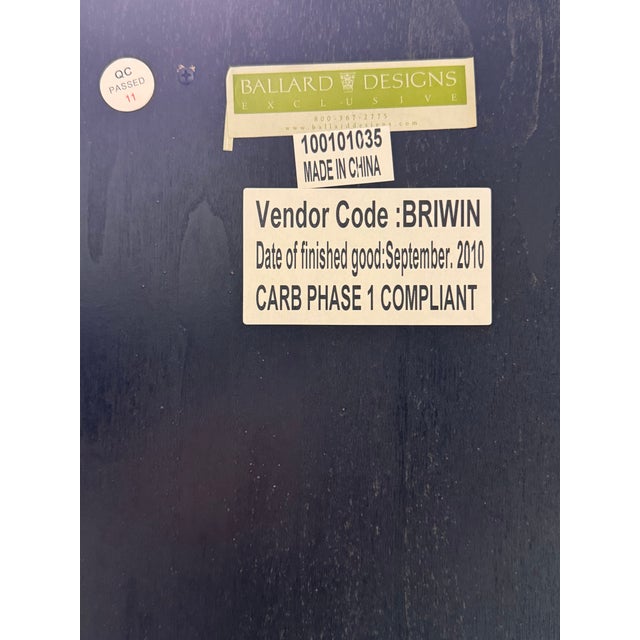 QC
PASSED
11
BALLARD DESIGNS
EXCLUSIVE
800-367-2775
www.ballarddesigns.com
100101035
MADE IN CHINA
Vendor Code :BRIWIN
Date of finished good:September. 2010
CARB PHASE 1 COMPLIANT